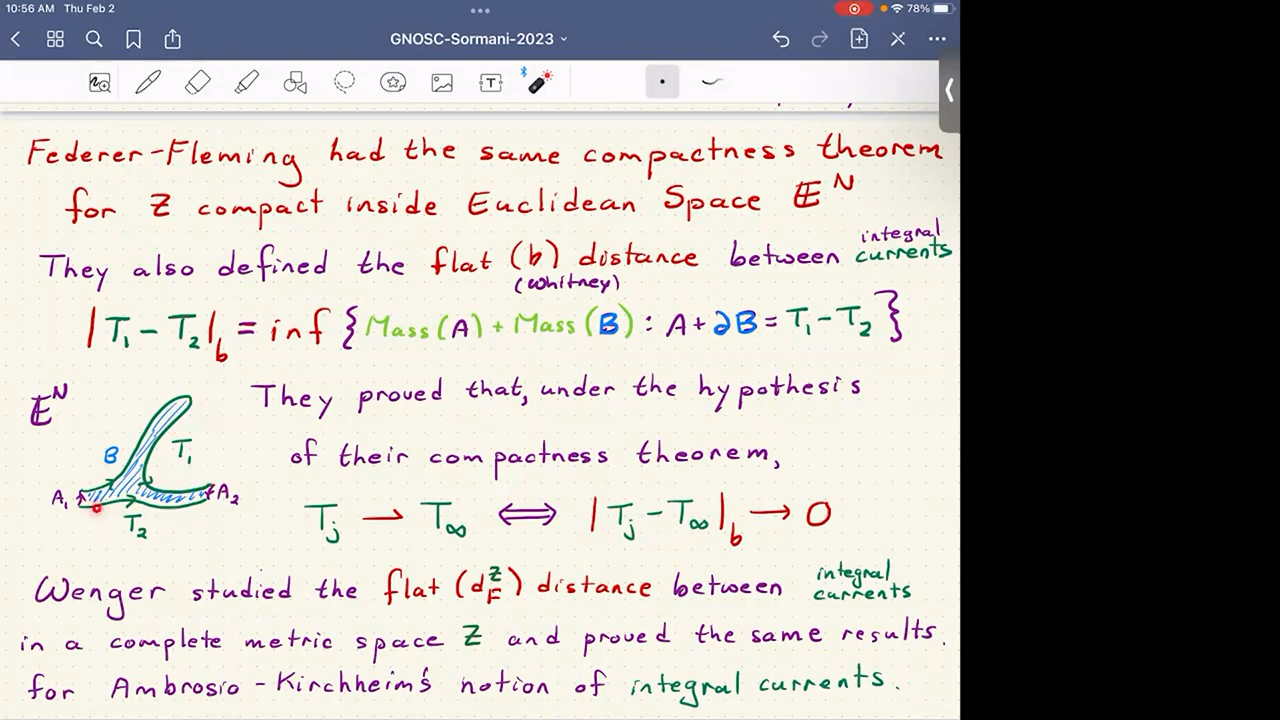 10:56 AM Thu Feb 2
78%
GNOSC-Sormani-2023
Federer-Fleming had the same compactness theorem
for Z compact inside Euclidean Space 𝔼^N
They also defined the flat (♭) distance between integral currents
(Whitney)
|T₁ - T₂|_♭ = inf {Mass(A) + Mass(B) : A + ∂B = T₁ - T₂}
𝔼^N
They proved that, under the hypothesis
of their compactness theorem,
B
T₁
A₁
A₂
T₂
T_j → T_∞ ⟺ |T_j - T_∞|_♭ → 0
Wenger studied the flat (d_F^Z) distance between integral currents
in a complete metric space Z and proved the same results.
for Ambrosio-Kirchheim's notion of integral currents.